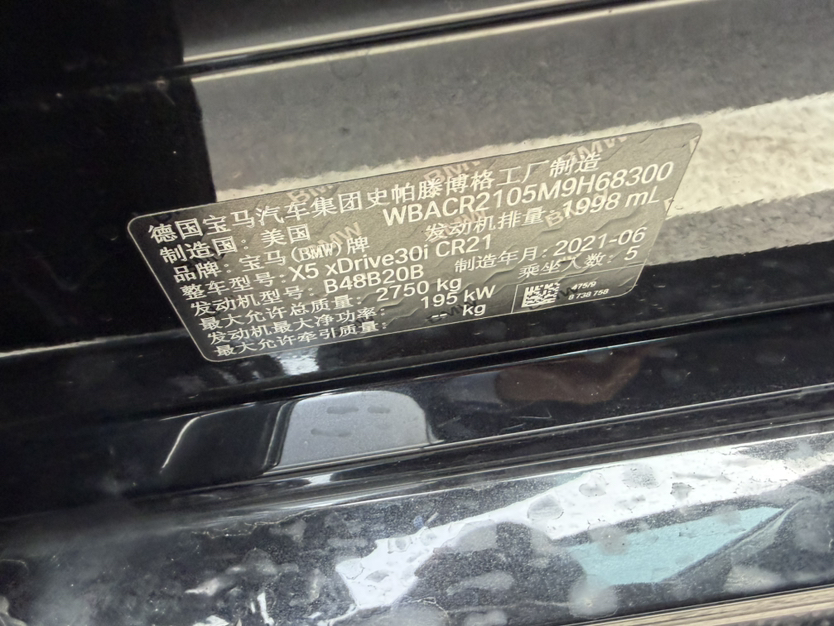 德国宝马汽车集团史帕滕博格工厂制造
制造国：美国 WBACR2105M9H68300
品牌：宝马(BMW)牌 发动机排量：1998 mL
整车型号：X5 xDrive30i CR21
发动机型号：B48B20B 制造年月：2021-06
最大允许总质量：2750 kg 乘坐人数：5
发动机最大净功率：195 kW
最大允许牵引质量：-- kg
8 738 758